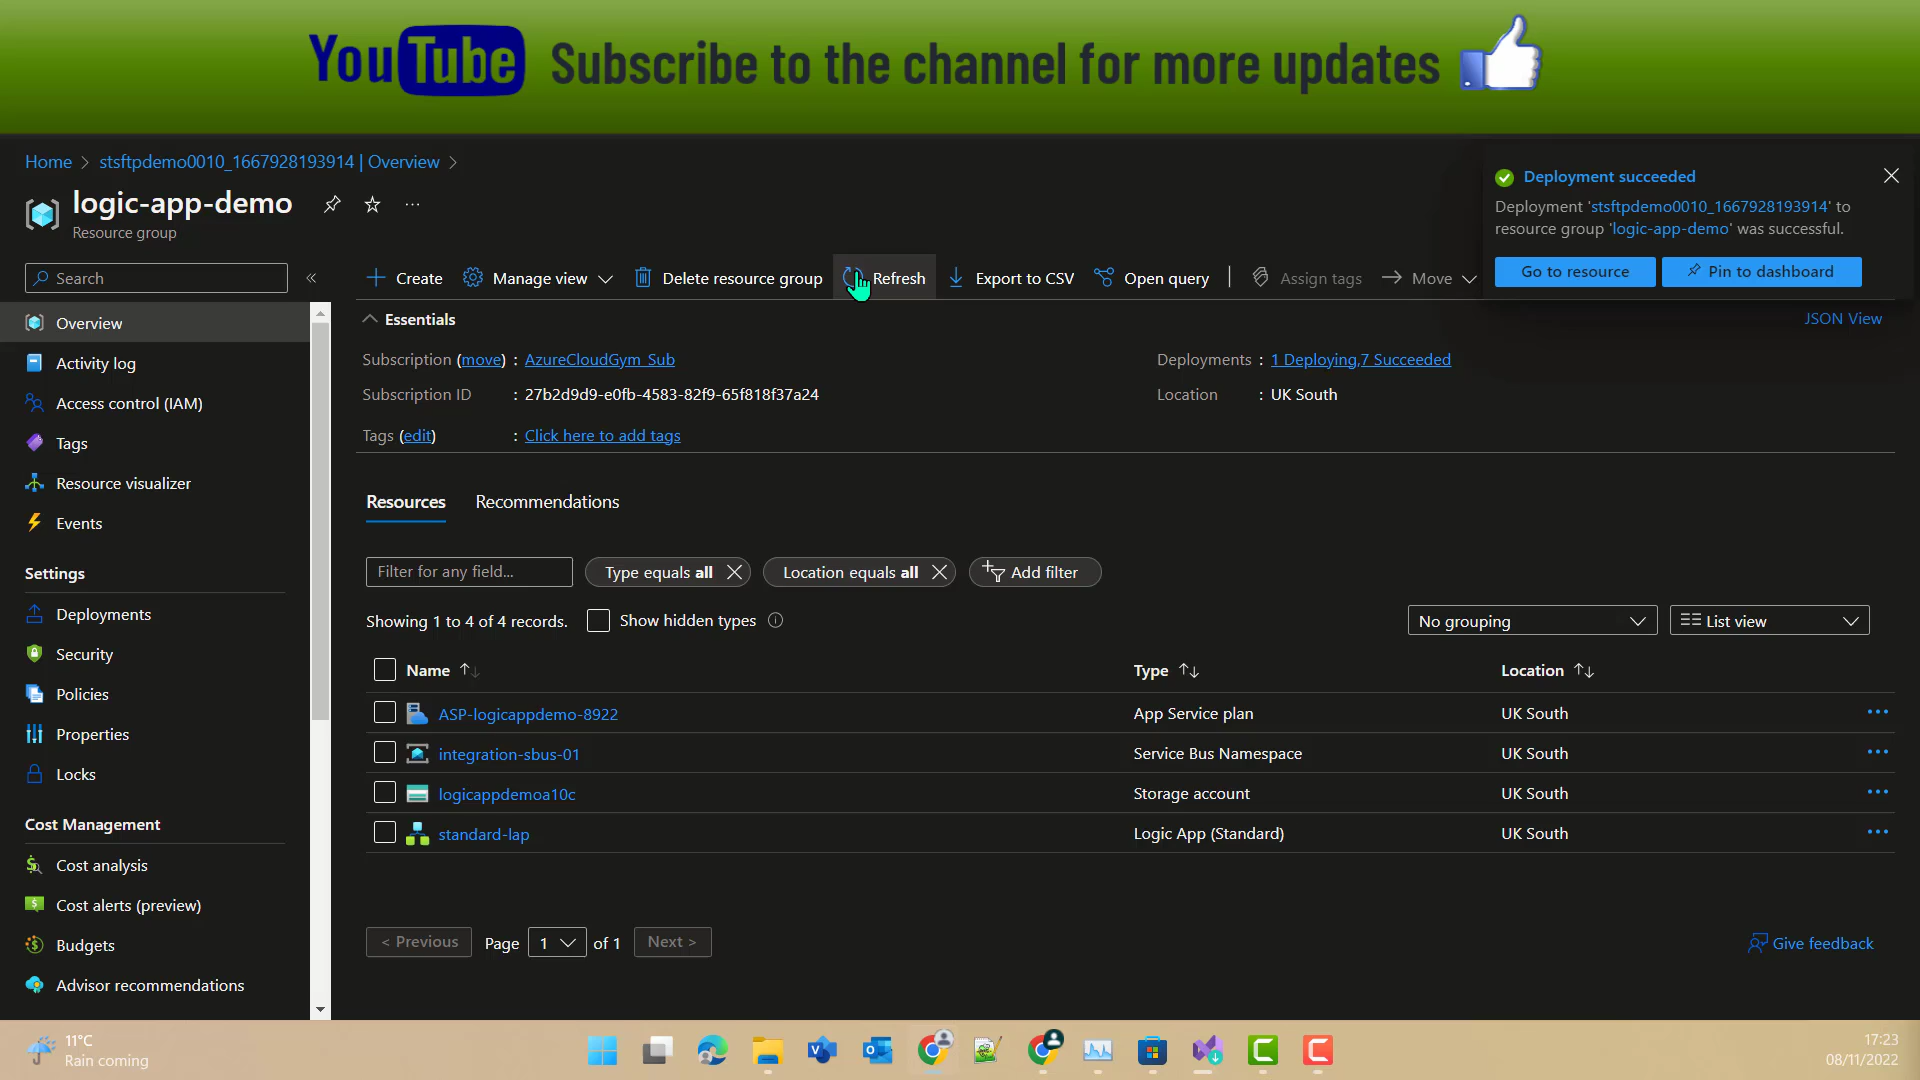 YouTube Subscribe to the channel for more updates
Home > stsftpdemo0010_1667928193914 | Overview >
logic-app-demo
Resource group
Deployment succeeded
Deployment 'stsftpdemo0010_1667928193914' to
resource group 'logic-app-demo' was successful.
Go to resource Pin to dashboard
Search «
Create Manage view Delete resource group Refresh Export to CSV Open query Assign tags Move
Overview
Activity log
Access control (IAM)
Tags
Resource visualizer
Events
Settings
Deployments
Security
Policies
Properties
Locks
Cost Management
Cost analysis
Cost alerts (preview)
Budgets
Advisor recommendations
Essentials JSON View
Subscription (move) : AzureCloudGym_Sub Deployments : 1 Deploying,7 Succeeded
Subscription ID : 27b2d9d9-e0fb-4583-82f9-65f818f37a24 Location : UK South
Tags (edit) : Click here to add tags
Resources Recommendations
Filter for any field... Type equals all Location equals all Add filter
Showing 1 to 4 of 4 records. Show hidden types No grouping List view
Name Type Location
ASP-logicappdemo-8922 App Service plan UK South
integration-sbus-01 Service Bus Namespace UK South
logicappdemoa10c Storage account UK South
standard-lap Logic App (Standard) UK South
< Previous Page 1 of 1 Next > Give feedback
11°C
Rain coming
17:23
08/11/2022